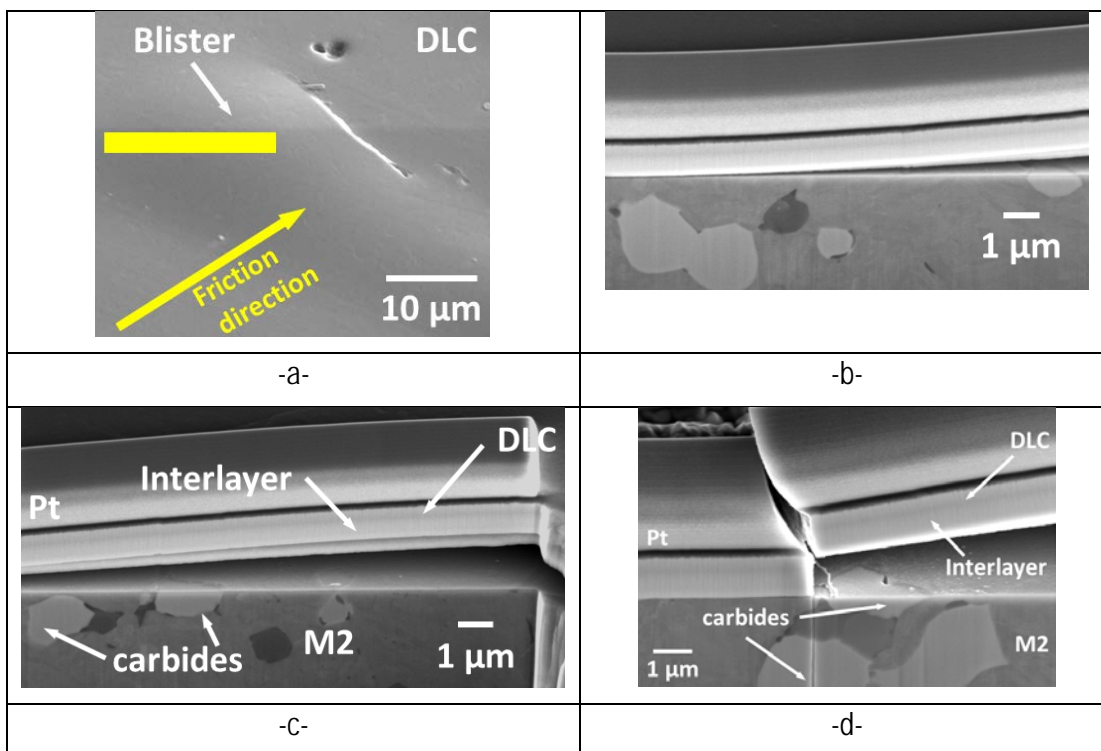 Blister
DLC
Friction
direction
10 µm
1 µm
-a-
-b-
DLC
Interlayer
Pt
carbides
M2
1 µm
DLC
Pt
Interlayer
carbides
1 µm
M2
-c-
-d-